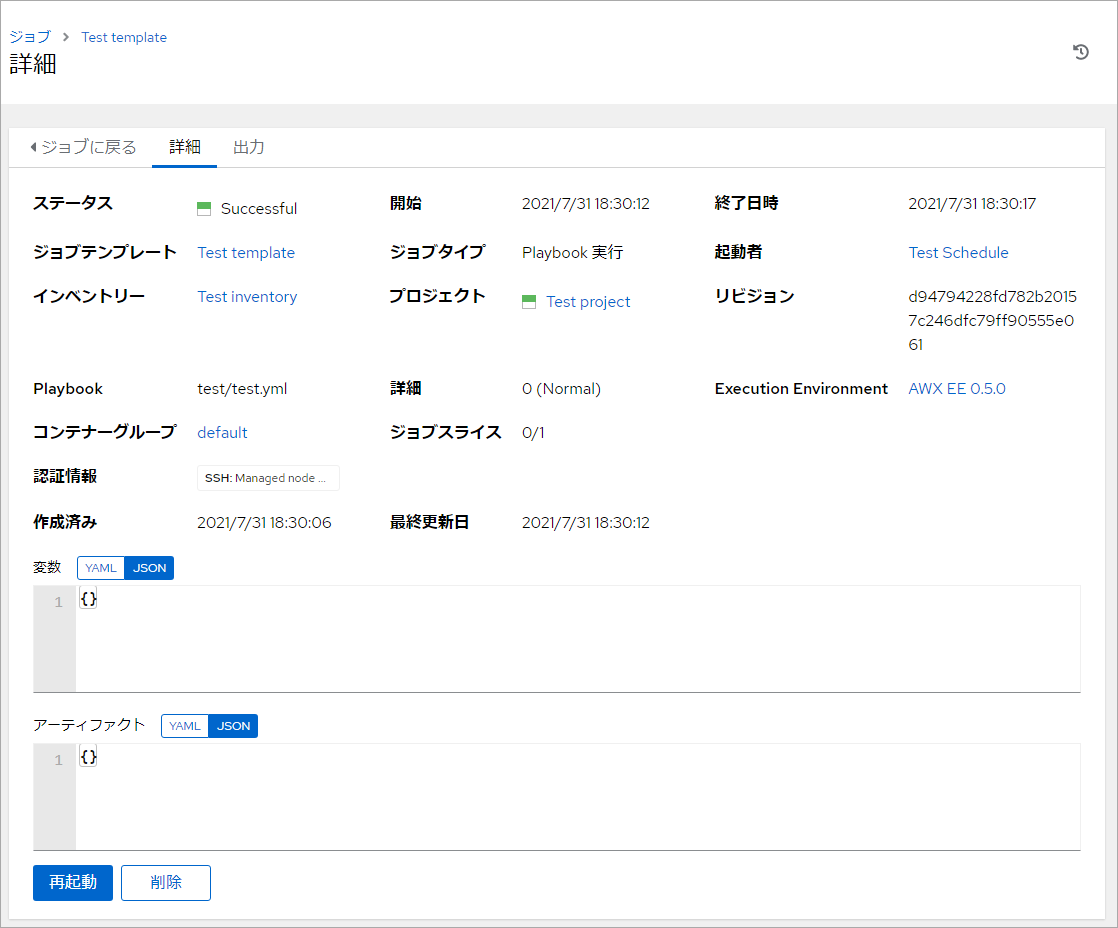 ジョブ > Test template
詳細
ジョブに戻る 詳細 出力
ステータス Successful 開始 2021/7/31 18:30:12 終了日時 2021/7/31 18:30:17
ジョブテンプレート Test template ジョブタイプ Playbook 実行 起動者 Test Schedule
インベントリー Test inventory プロジェクト Test project リビジョン d94794228fd782b2015
7c246dfc79ff90555e0
61
Playbook test/test.yml 詳細 0 (Normal) Execution Environment AWX EE 0.5.0
コンテナーグループ default ジョブスライス 0/1
認証情報 SSH: Managed node ...
作成済み 2021/7/31 18:30:06 最終更新日 2021/7/31 18:30:12
変数 YAML JSON
1 {}
アーティファクト YAML JSON
1 {}
再起動 削除